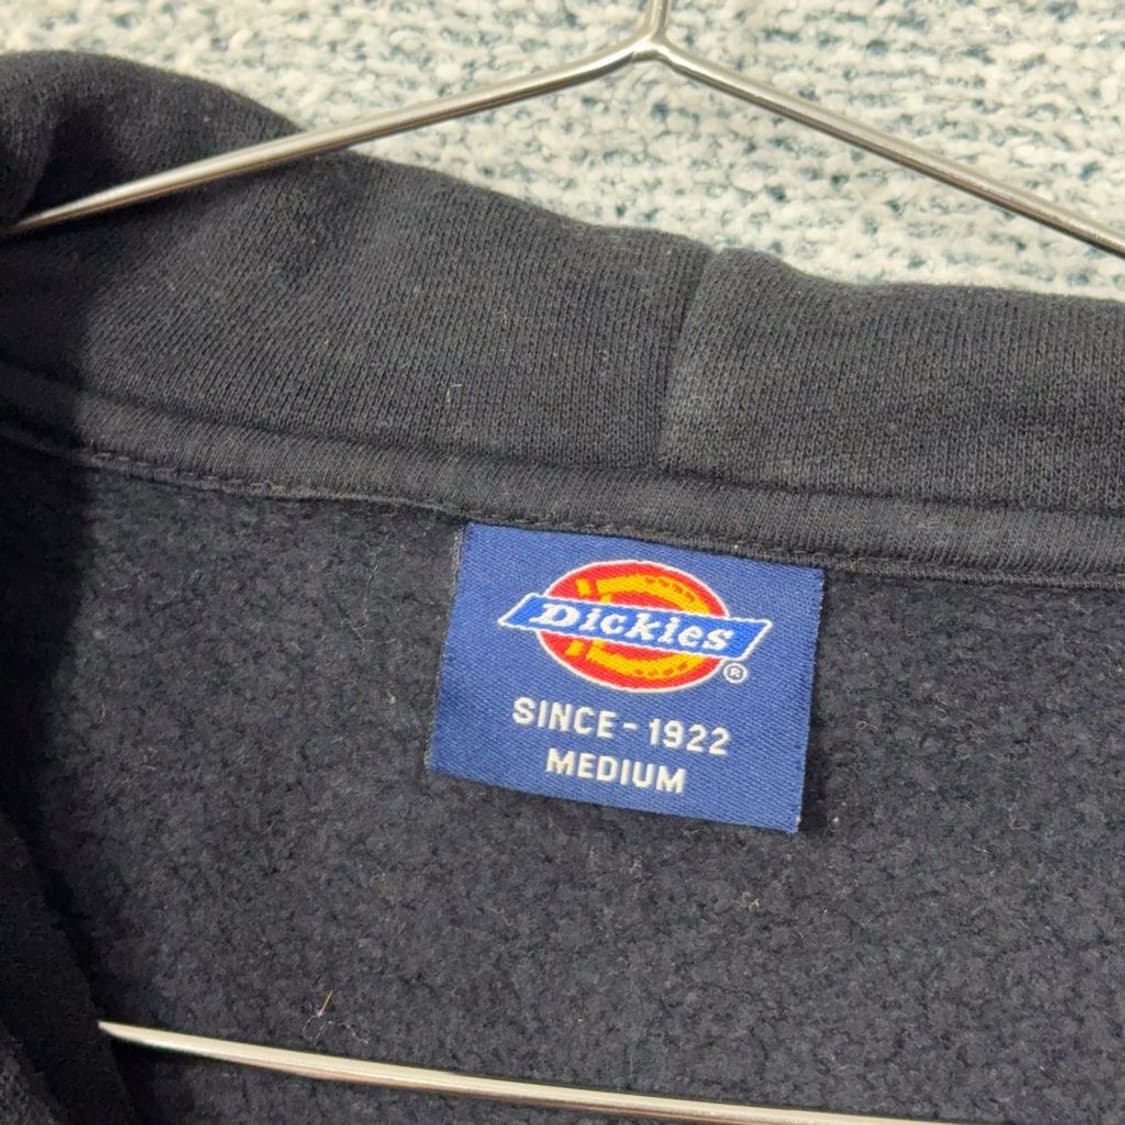 Dickies
®
SINCE - 1922
MEDIUM